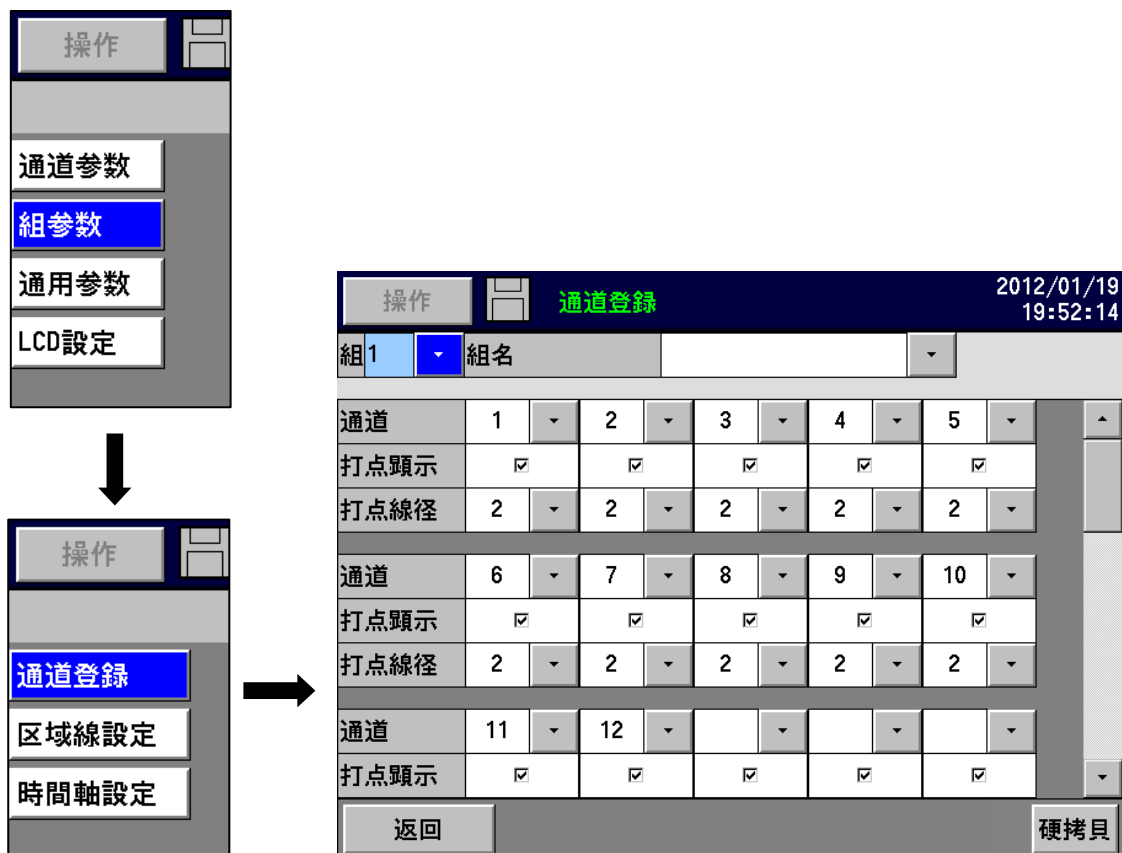 操作
通道参数
組参数
通用参数
LCD設定
操作
通道登録
区域線設定
時間軸設定
操作 通道登録 2012/01/19
19:52:14
組 1 組名
通道 1 2 3 4 5
打点顕示
打点線径 2 2 2 2 2
通道 6 7 8 9 10
打点顕示
打点線径 2 2 2 2 2
通道 11 12
打点顕示
返回 硬拷貝